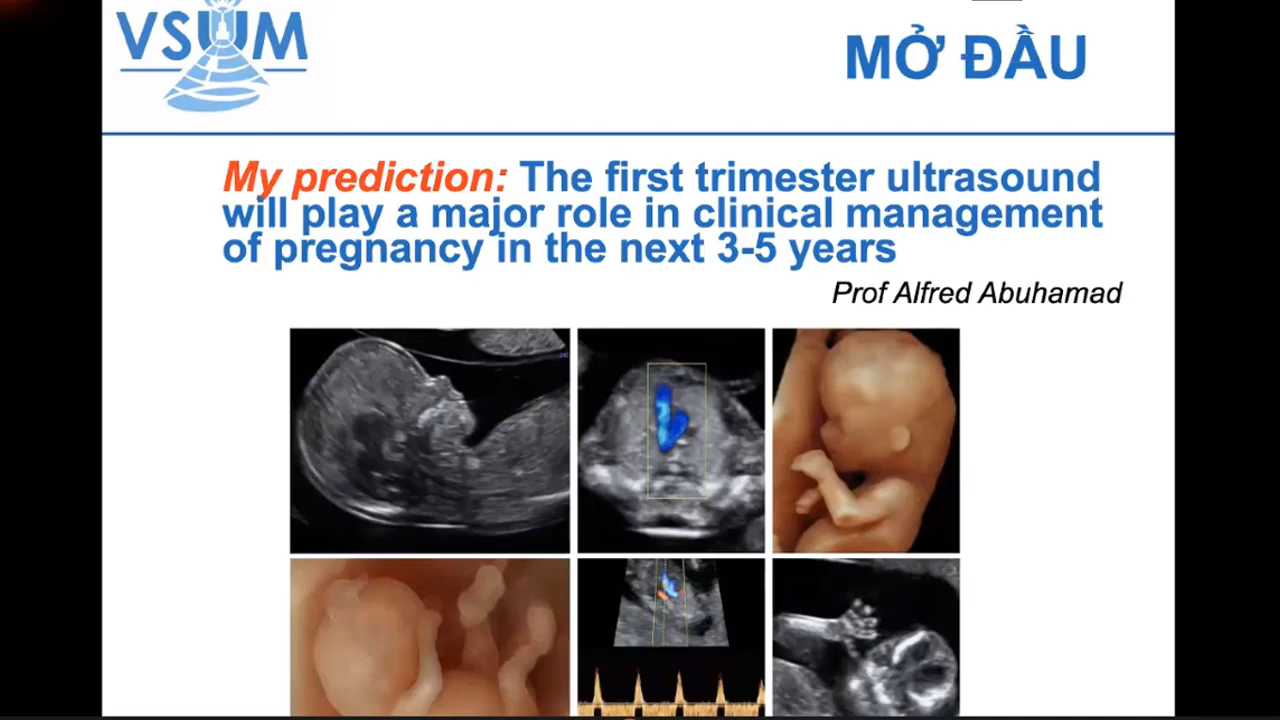 VSUM
MỞ ĐẦU
My prediction: The first trimester ultrasound
will play a major role in clinical management
of pregnancy in the next 3-5 years
Prof Alfred Abuhamad